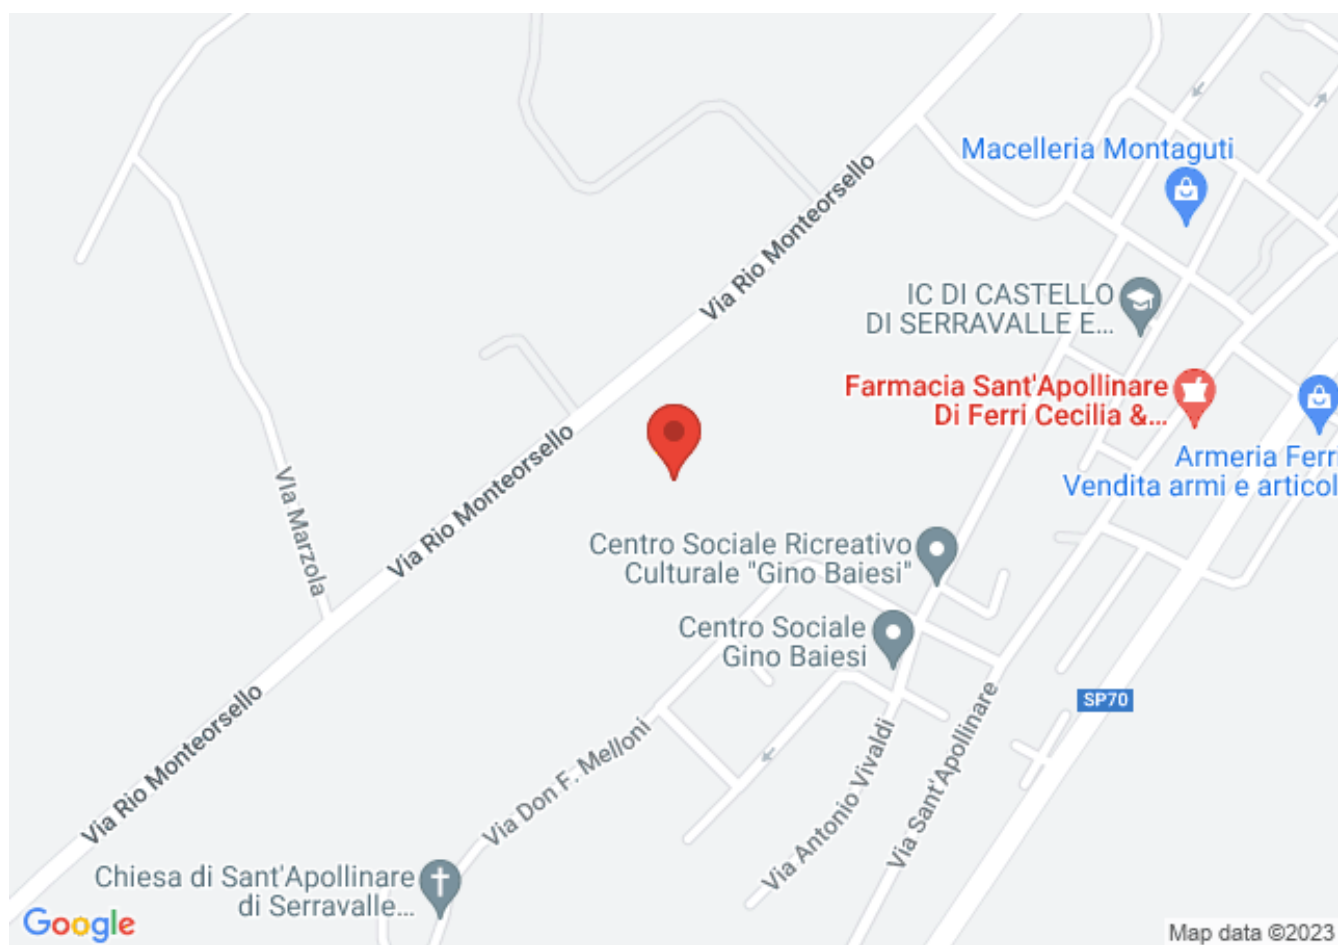 Macelleria Montaguti
Via Rio Monteorsello
IC DI CASTELLO
DI SERRAVALLE E...
Farmacia Sant'Apollinare
Di Ferri Cecilia &...
Armeria Ferri
Vendita armi e articol
Via Rio Monteorsello
VIa Marzola
Centro Sociale Ricreativo
Culturale "Gino Baiesi"
Centro Sociale
Gino Baiesi
SP70
Via Rio Monteorsello
Via Don F. Melloni
Via Antonio Vivaldi
Via Sant'Apollinare
Chiesa di Sant'Apollinare
di Serravalle...
Google
Map data ©2023